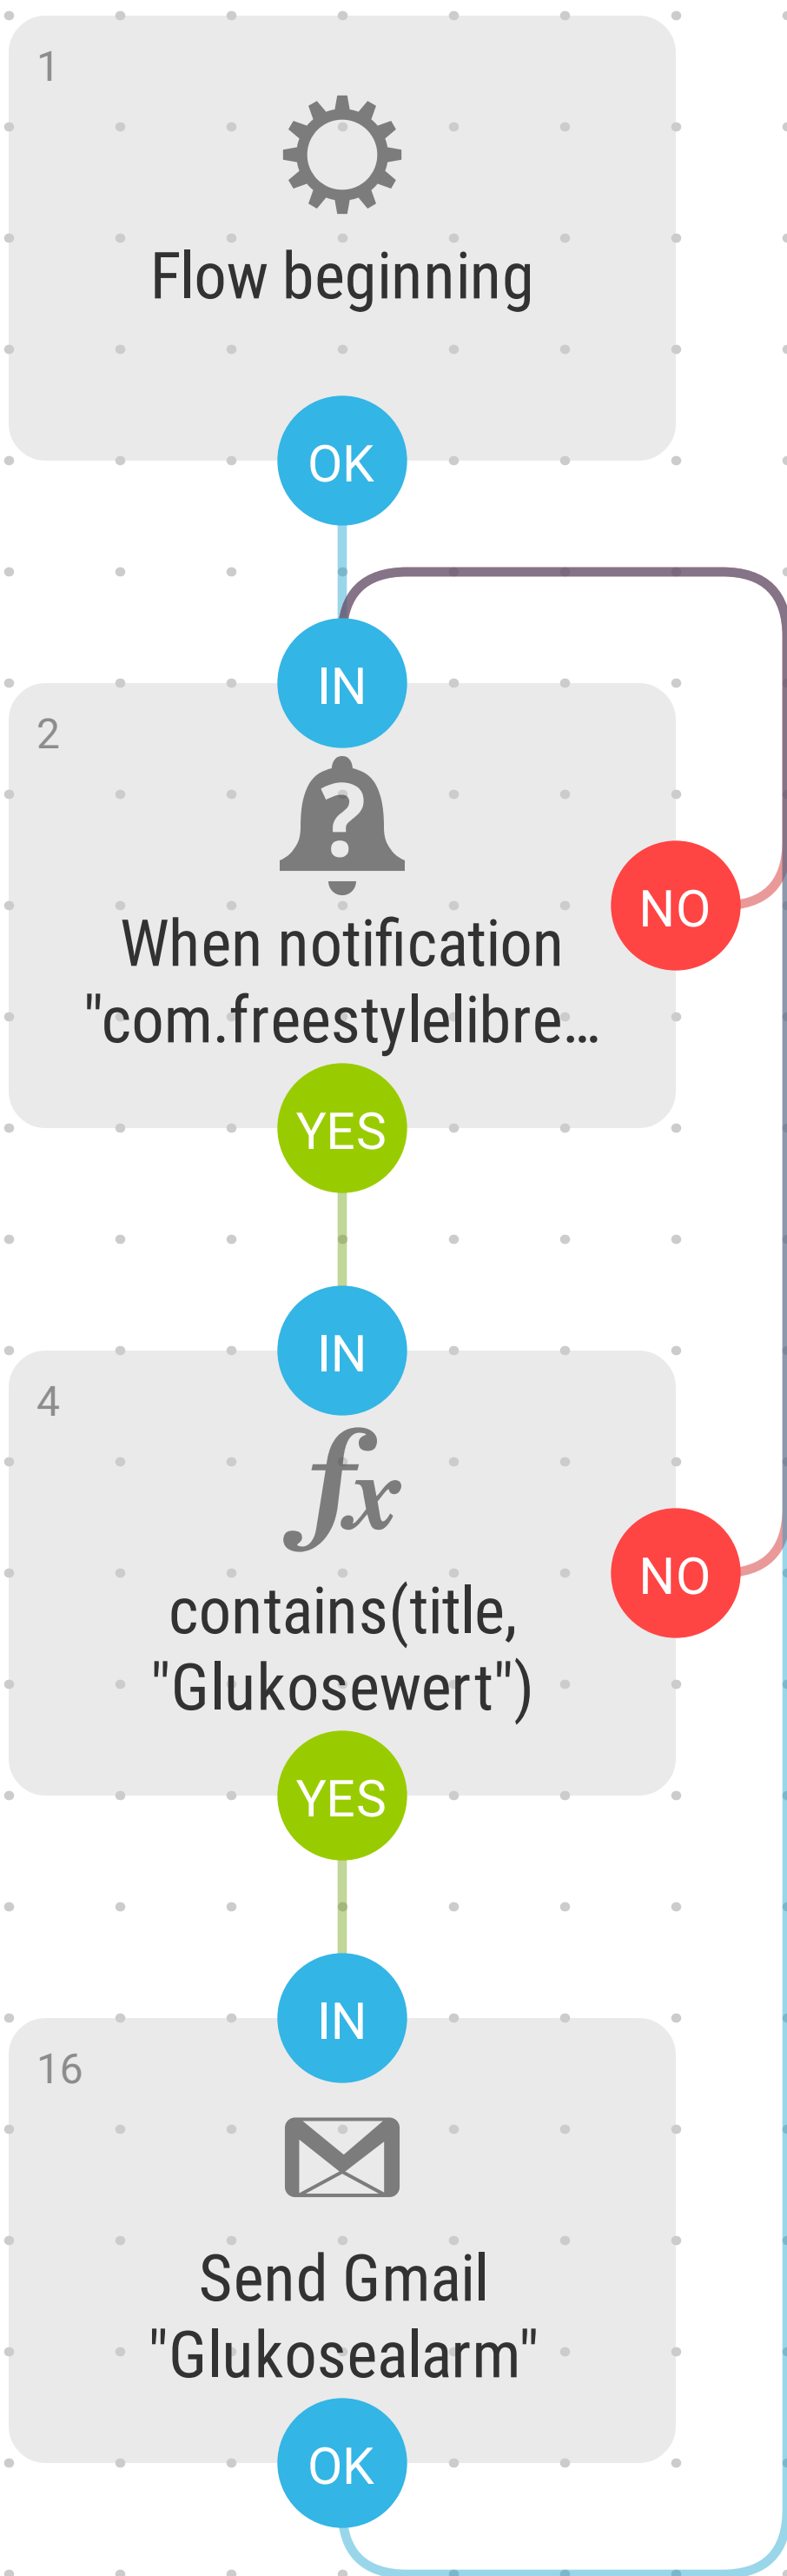 1
Flow beginning
OK
IN
2
When notification
"com.freestylelibre…
NO
YES
IN
4
fx
contains(title,
"Glukosewert")
NO
YES
IN
16
Send Gmail
"Glukosealarm"
OK